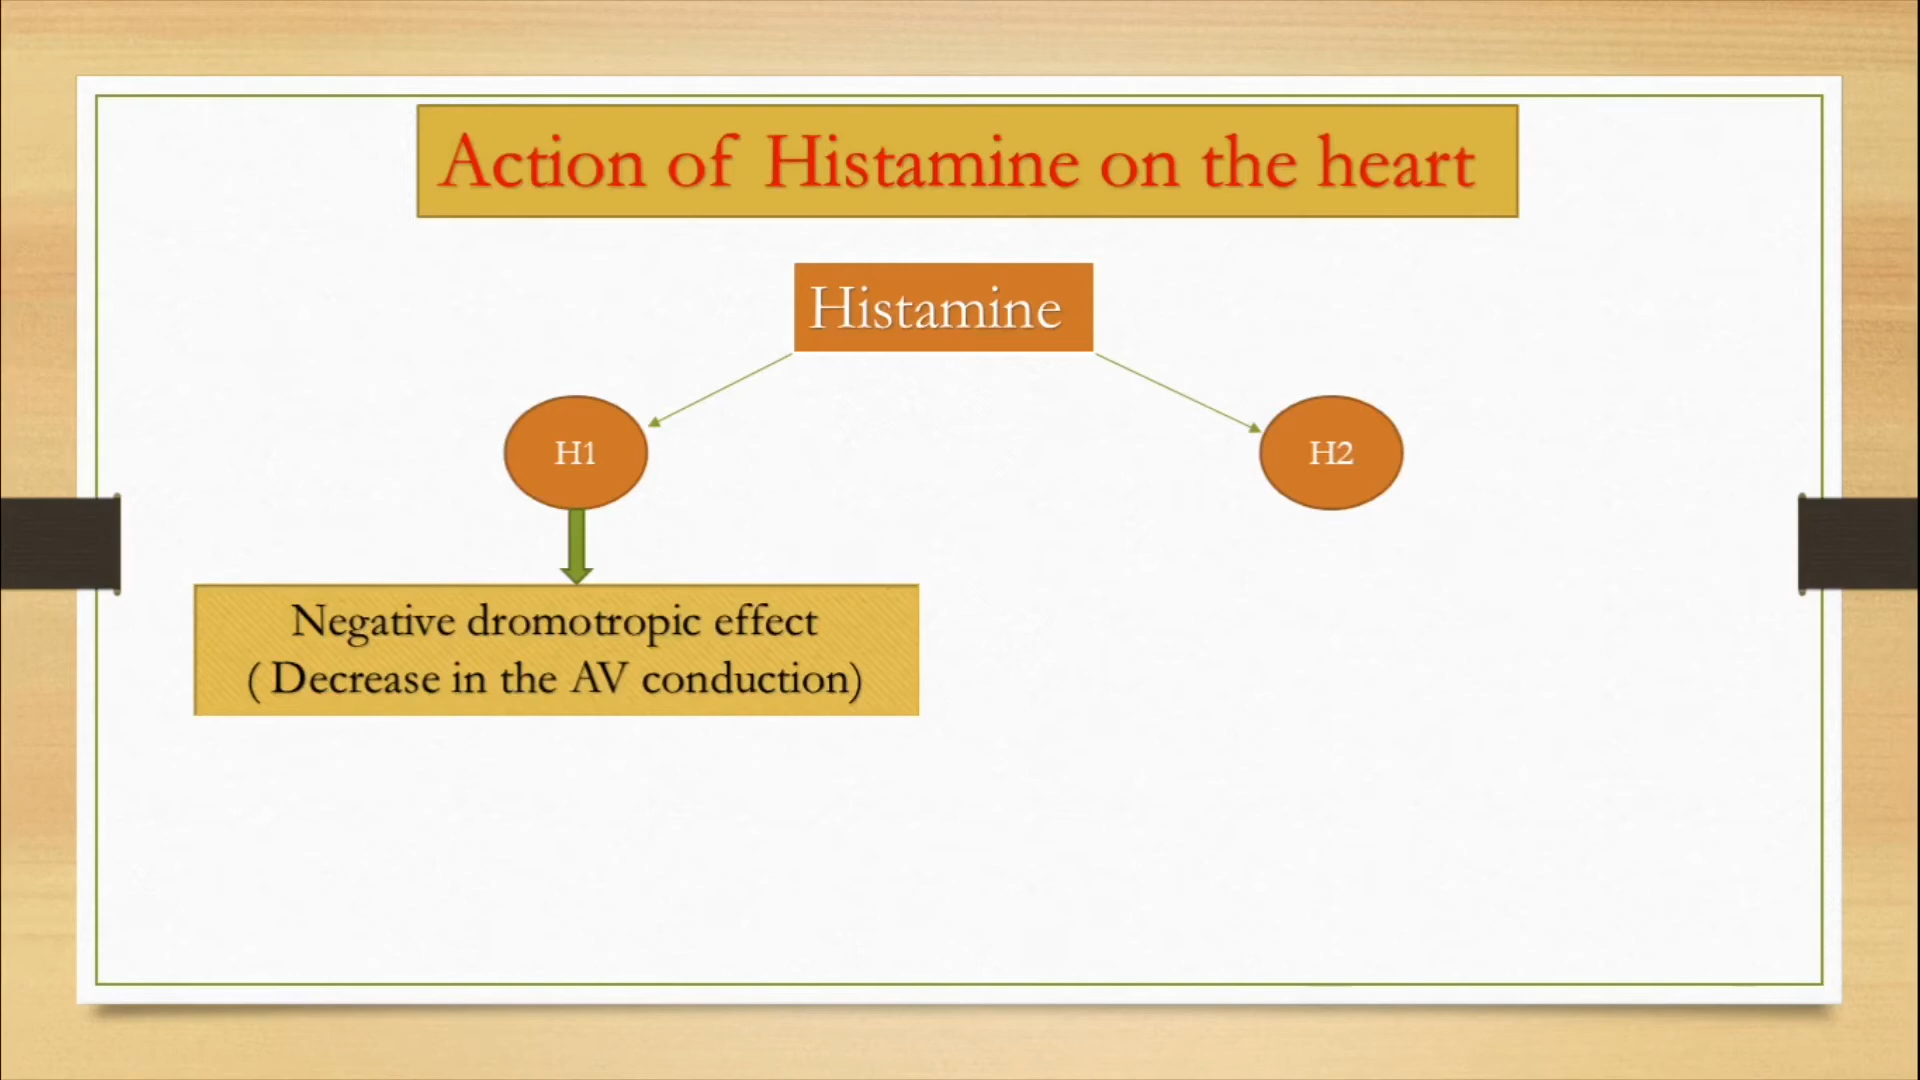 Action of Histamine on the heart
Histamine
H1
H2
Negative dromotropic effect
( Decrease in the AV conduction)